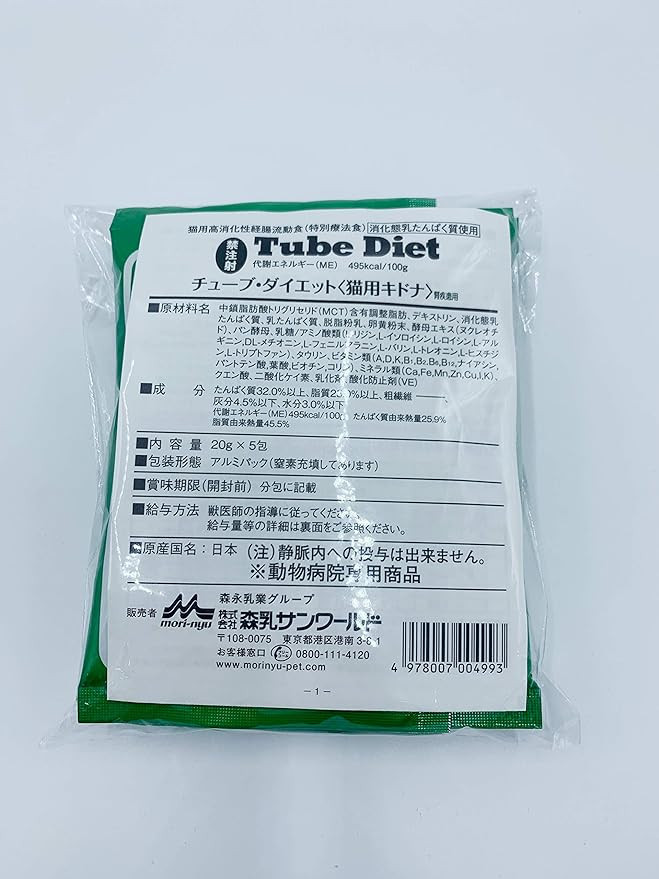 猫用高消化性経腸流動食(特別療法食) 消化態乳たんぱく質使用
禁注射 Tube Diet
代謝エネルギー(ME) 495kcal/100g
チューブ・ダイエット〈猫用キドナ〉腎疾患用
■原材料名 中鎖脂肪酸トリグリセリド(MCT)含有調整脂肪、デキストリン、消化態乳
たんぱく質、乳たんぱく質、脱脂粉乳、卵黄粉末、酵母エキス(ヌクレオチ
ド)、パン酵母、乳糖/アミノ酸類(L-リジン,L-イソロイシン,L-ロイシン,L-アル
ギニン,DL-メチオニン,L-フェニルアラニン,L-バリン,L-トレオニン,L-ヒスチジ
ン,L-トリプトファン)、タウリン、ビタミン類(A,D,K,B1,B2,B6,B12,ナイアシン,
パントテン酸,葉酸,ビオチン,コリン)、ミネラル類(Ca,Fe,Mn,Zn,Cu,I,K)、
クエン酸、二酸化ケイ素、乳化剤、酸化防止剤(VE)
■成 分 たんぱく質32.0%以上、脂質23.0%以上、粗繊維 ―、
灰分4.5%以下、水分3.0%以下
代謝エネルギー(ME)495kcal/100g、たんぱく質由来熱量25.9%
脂質由来熱量45.5%
■内容量 20g×5包
■包装形態 アルミパック(窒素充填してあります)
■賞味期限(開封前) 分包に記載
■給与方法 獣医師の指導に従ってください。
給与量等の詳細は裏面をご参照ください。
■原産国名:日本 (注)静脈内への投与は出来ません。
※動物病院専用商品
森永乳業グループ
販売者 mori-nyu 株式会社 森乳サンワールド
〒108-0075 東京都港区港南3-8-1
お客様窓口 0800-111-4120
www.morinyu-pet.com
4 978007 004993
-1-